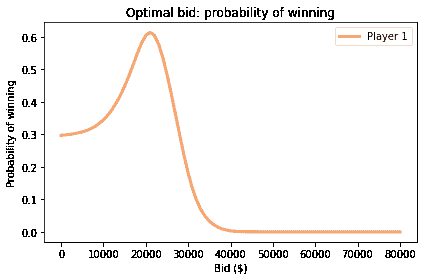 Optimal bid: probability of winning
Player 1
Probability of winning
0.6
0.5
0.4
0.3
0.2
0.1
0.0
0 10000 20000 30000 40000 50000 60000 70000 80000
Bid ($)